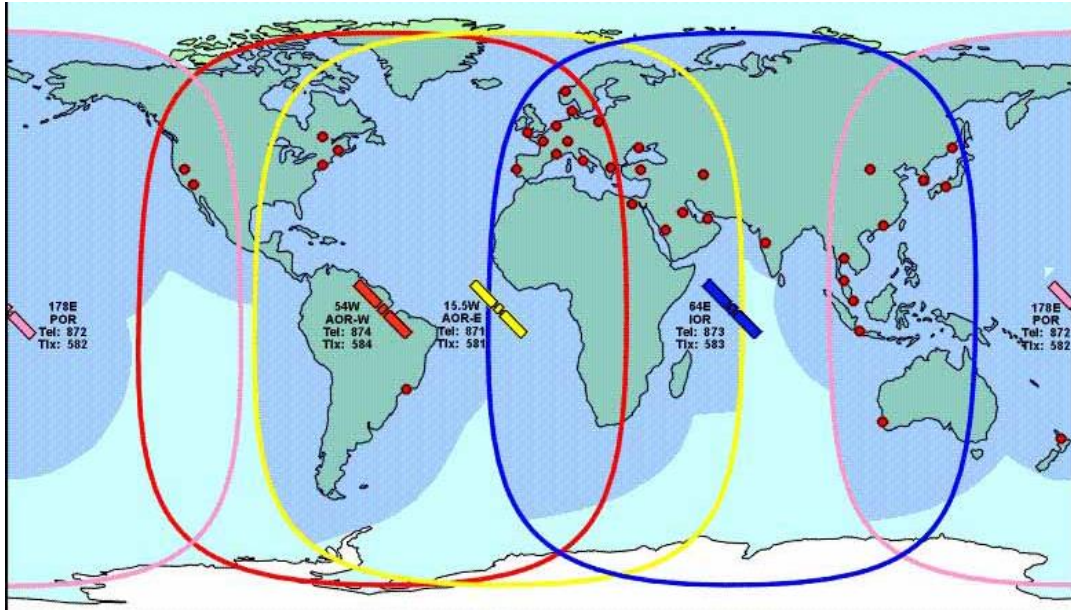 178E
POR
Tel: 872
Tlx: 582
54W
AOR-W
Tel: 874
Tlx: 584
15.5W
AOR-E
Tel: 871
Tlx: 581
64E
IOR
Tel: 873
Tlx: 583
178E
POR
Tel: 872
Tlx: 582